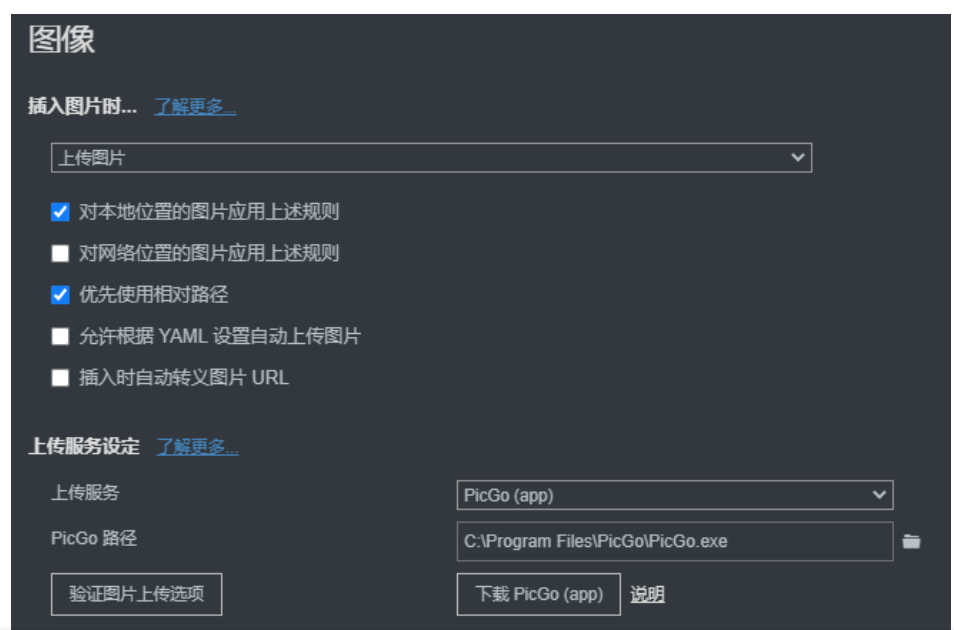 图像
插入图片时... 了解更多...
上传图片
对本地位置的图片应用上述规则
对网络位置的图片应用上述规则
优先使用相对路径
允许根据 YAML 设置自动上传图片
插入时自动转义图片 URL
上传服务设定 了解更多...
上传服务 PicGo (app)
PicGo 路径 C:\Program Files\PicGo\PicGo.exe
验证图片上传选项 下载 PicGo (app) 说明